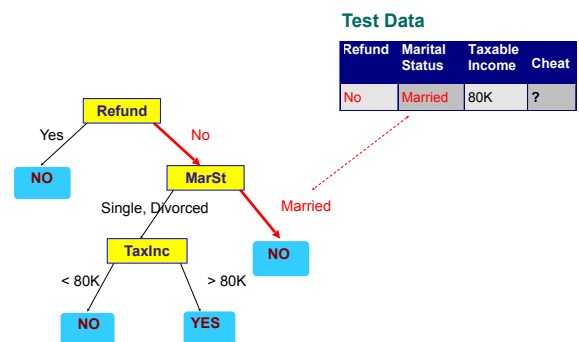 Test Data
Refund Marital Status Taxable Income Cheat
No Married 80K ?
Refund
Yes No
NO MarSt
Single, Divorced Married
TaxInc NO
< 80K > 80K
NO YES